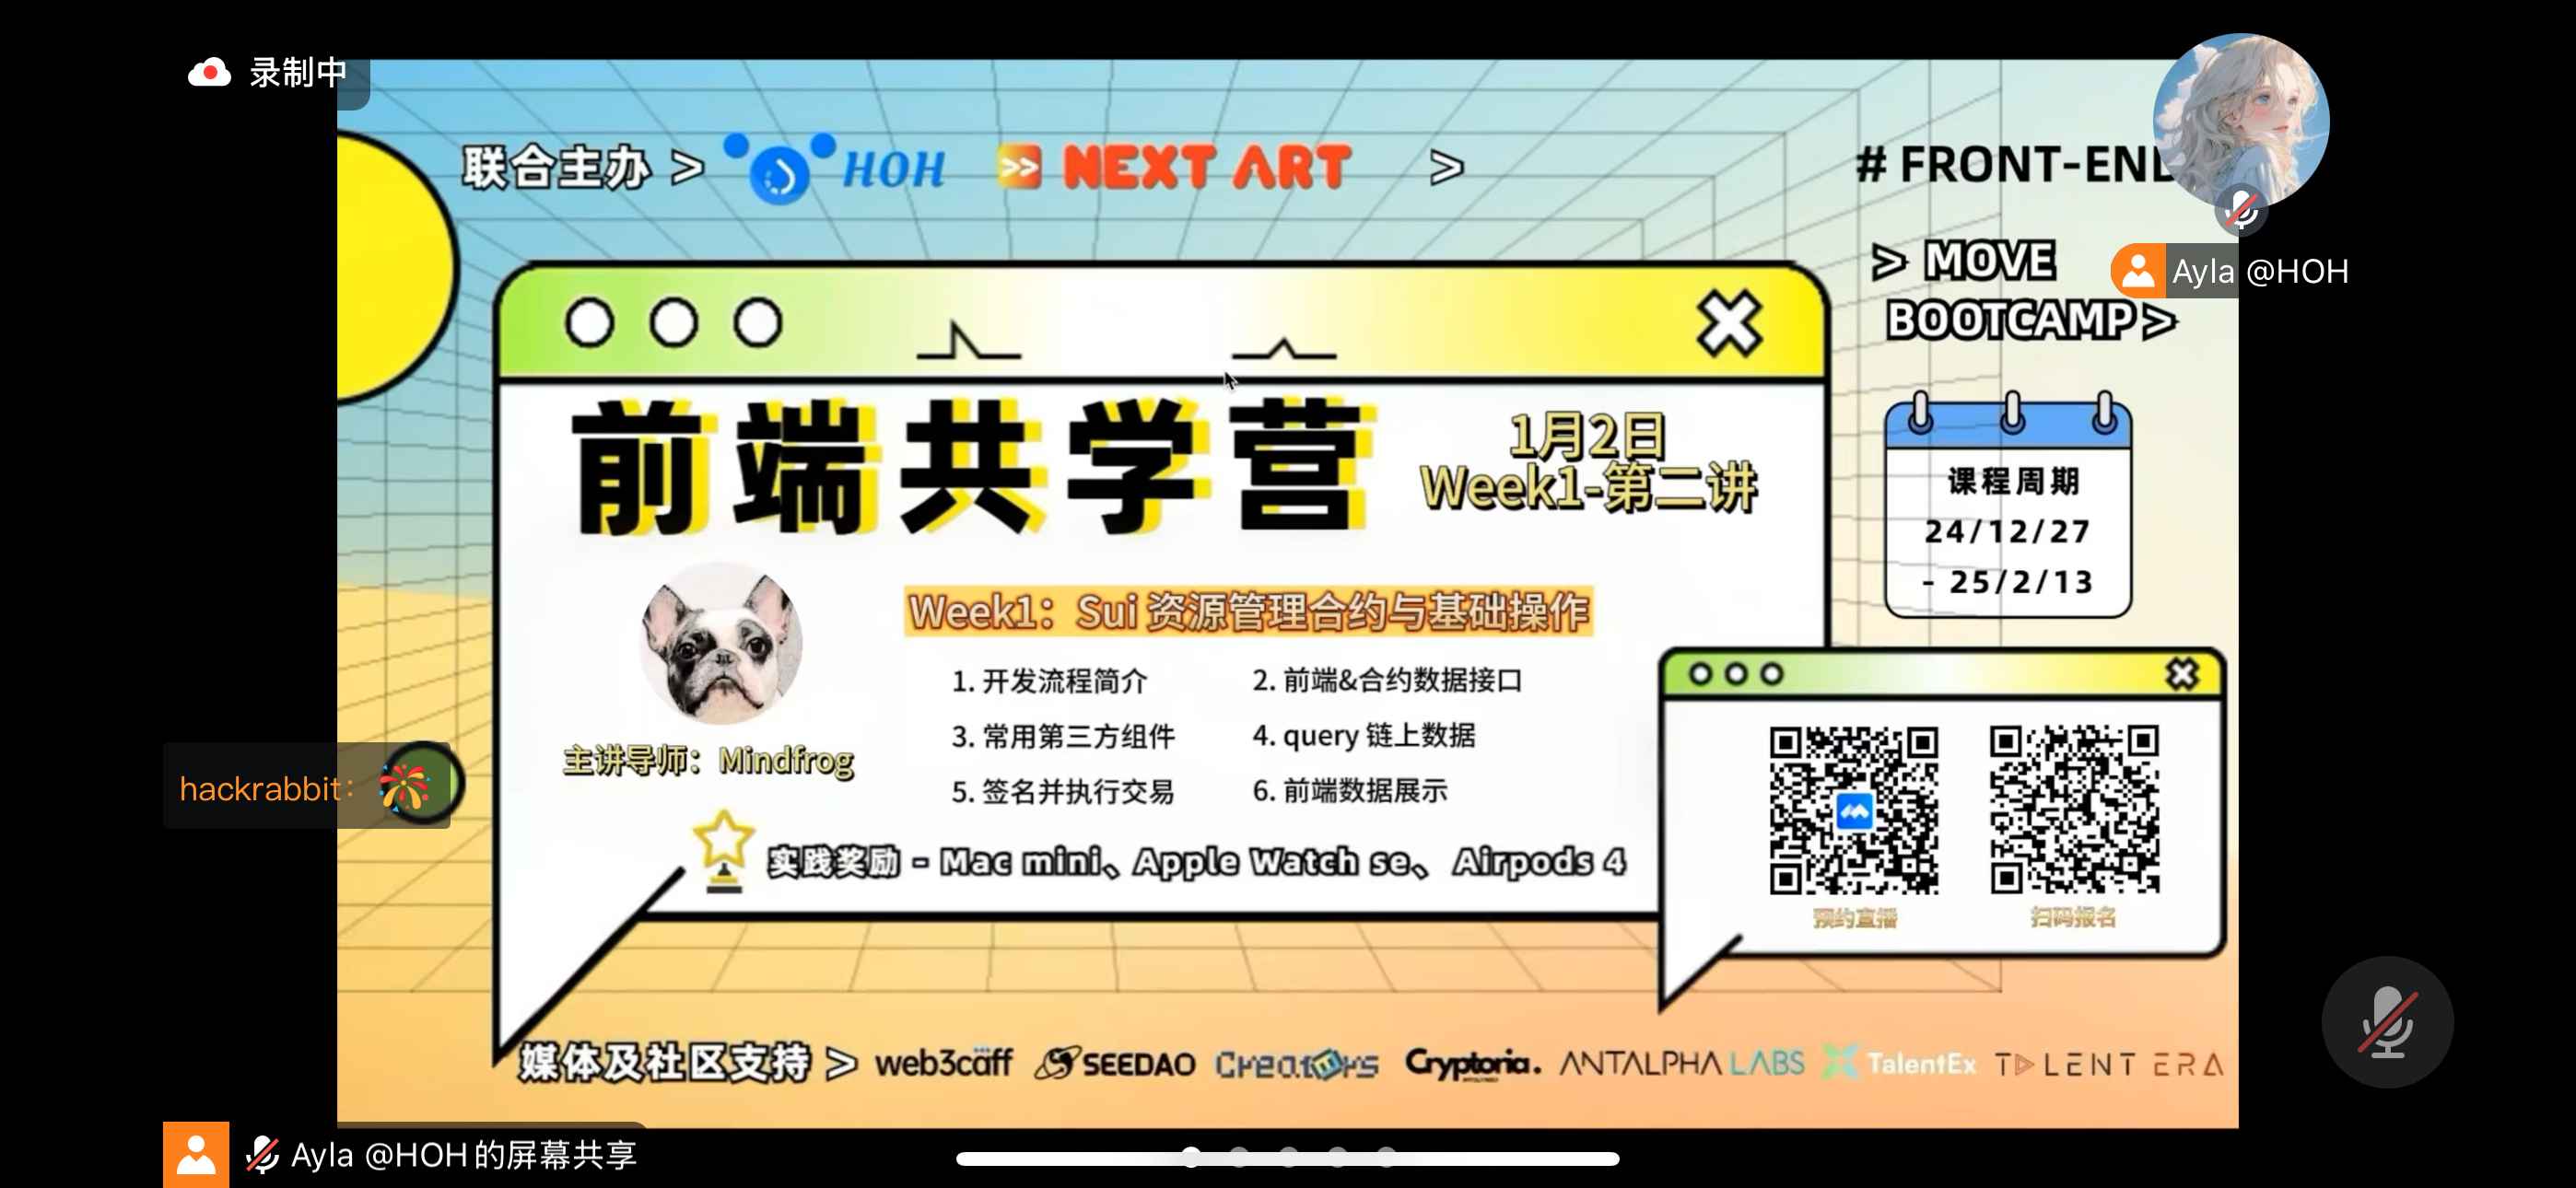 录制中
联合主办 > HOH NEXT ART >
# FRONT-END
> MOVE
BOOTCAMP >
Ayla @HOH
前端共学营
1月2日
Week1-第二讲
课程周期
24/12/27
- 25/2/13
Week1：Sui 资源管理合约与基础操作
1. 开发流程简介
2. 前端&合约数据接口
3. 常用第三方组件
4. query 链上数据
5. 签名并执行交易
6. 前端数据展示
主讲导师：Mindfrog
hackrabbit：
实践奖励 - Mac mini、Apple Watch se、 Airpods 4
预约直播
扫码报名
媒体及社区支持 > web3caff SEEDAO Creators Cryptoria. ANTALPHA LABS TalentEx TALENT ERA
Ayla @HOH的屏幕共享